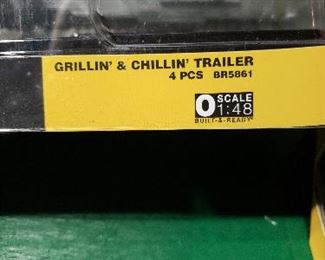 GRILLIN' & CHILLIN' TRAILER
4 PCS BR5861
O SCALE
1:48
BUILT-&-READY®